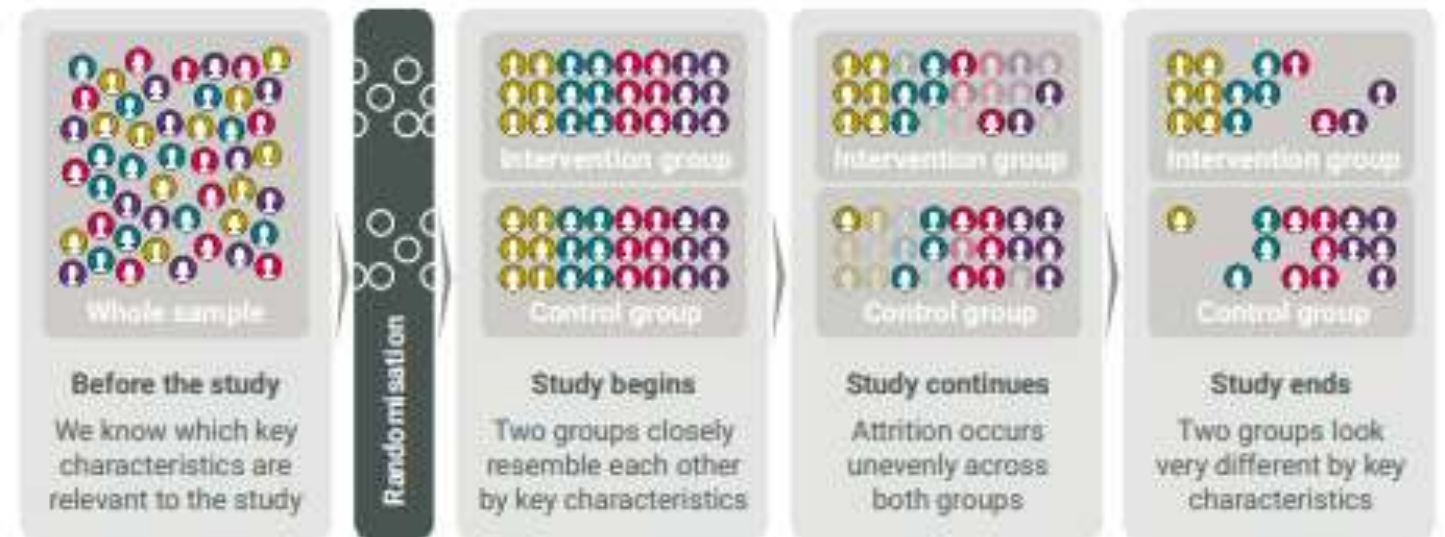 Whole sample
Before the study
We know which key
characteristics are
relevant to the study
Randomisation
Intervention group
Control group
Study begins
Two groups closely
resemble each other
by key characteristics
Intervention group
Control group
Study continues
Attrition occurs
unevenly across
both groups
Intervention group
Control group
Study ends
Two groups look
very different by key
characteristics